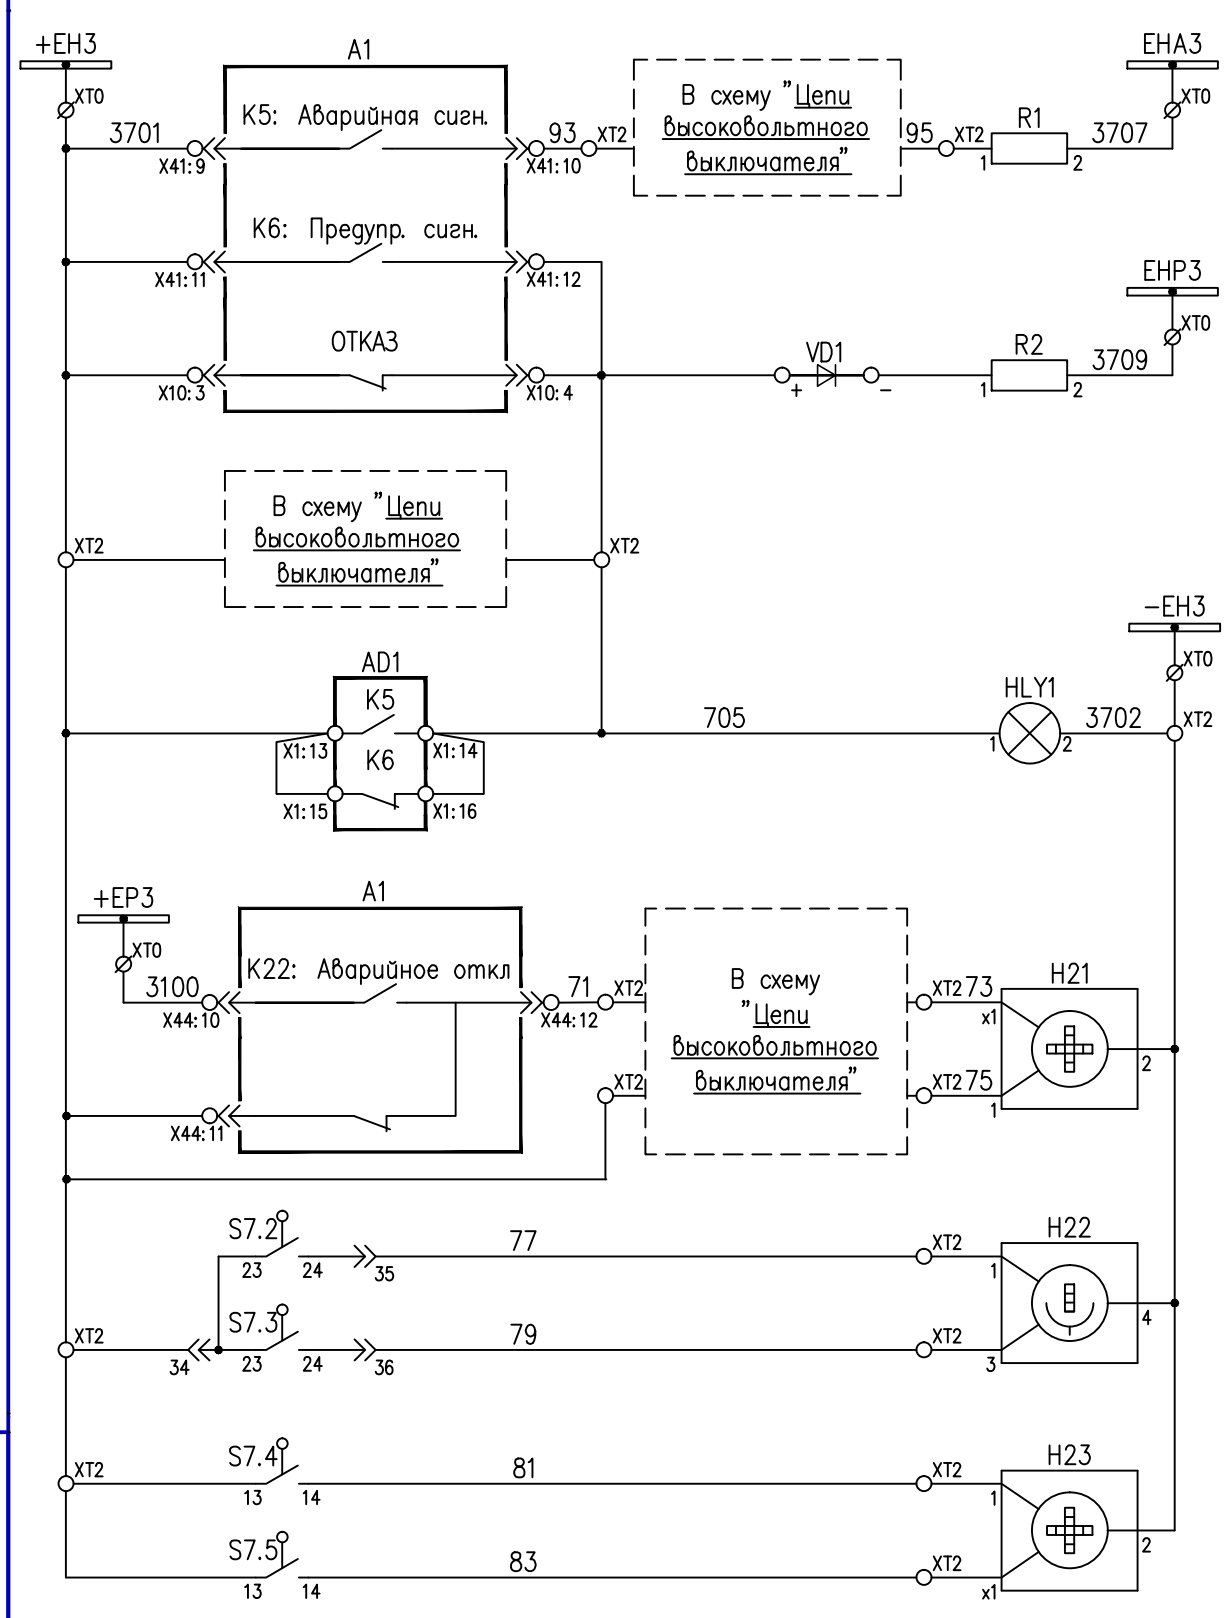 +EH3
A1
EHA3
XT0
XT0
K5: Аварийная сигн.
В схему "Цепи
высоковольтного
выключателя"
3701
93
XT2
95
XT2
R1
3707
X41:9
X41:10
1
2
K6: Предупр. сигн.
X41:11
X41:12
EHP3
XT0
ОТКАЗ
VD1
R2
3709
X10:3
X10:4
+
–
1
2
В схему "Цепи
высоковольтного
выключателя"
XT2
XT2
–EH3
XT0
AD1
K5
705
HLY1
3702
XT2
X1:13
X1:14
1
2
K6
X1:15
X1:16
+EP3
A1
XT0
K22: Аварийное откл
В схему
"Цепи
высоковольтного
выключателя"
3100
71
XT2
XT2
73
H21
X44:10
X44:12
x1
2
XT2
XT2
75
X44:11
1
S7.2
77
XT2
H22
23
24
35
1
4
XT2
S7.3
79
XT2
34
23
24
36
3
XT2
S7.4
81
XT2
H23
13
14
1
2
S7.5
83
XT2
13
14
x1